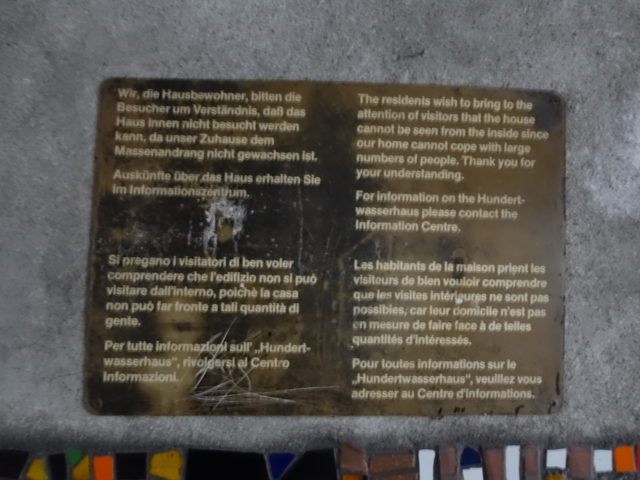 Wir, die Hausbewohner, bitten die
Besucher um Verständnis, daß das
Haus innen nicht besucht werden
kann, da unser Zuhause dem
Massenandrang nicht gewachsen ist.
Auskünfte über das Haus erhalten Sie
im Informationszentrum.
The residents wish to bring to the
attention of visitors that the house
cannot be seen from the inside since
our home cannot cope with large
numbers of people. Thank you for
your understanding.
For information on the Hundert-
wasserhaus please contact the
Information Centre.
Si pregano i visitatori di ben voler
comprendere che l'edifizio non si può
visitare dall'interno, poichè la casa
non può far fronte a tali quantità di
gente.
Per tutte informazioni sull' „Hundert-
wasserhaus", rivolgersi al Centro
Informazioni.
Les habitants de la maison prient les
visiteurs de bien vouloir comprendre
que les visites intérieures ne sont pas
possibles, car leur domicile n'est pas
en mesure de faire face à de telles
quantités d'intéressés.
Pour toutes informations sur le
„Hundertwasserhaus", veuillez vous
adresser au Centre d'informations.